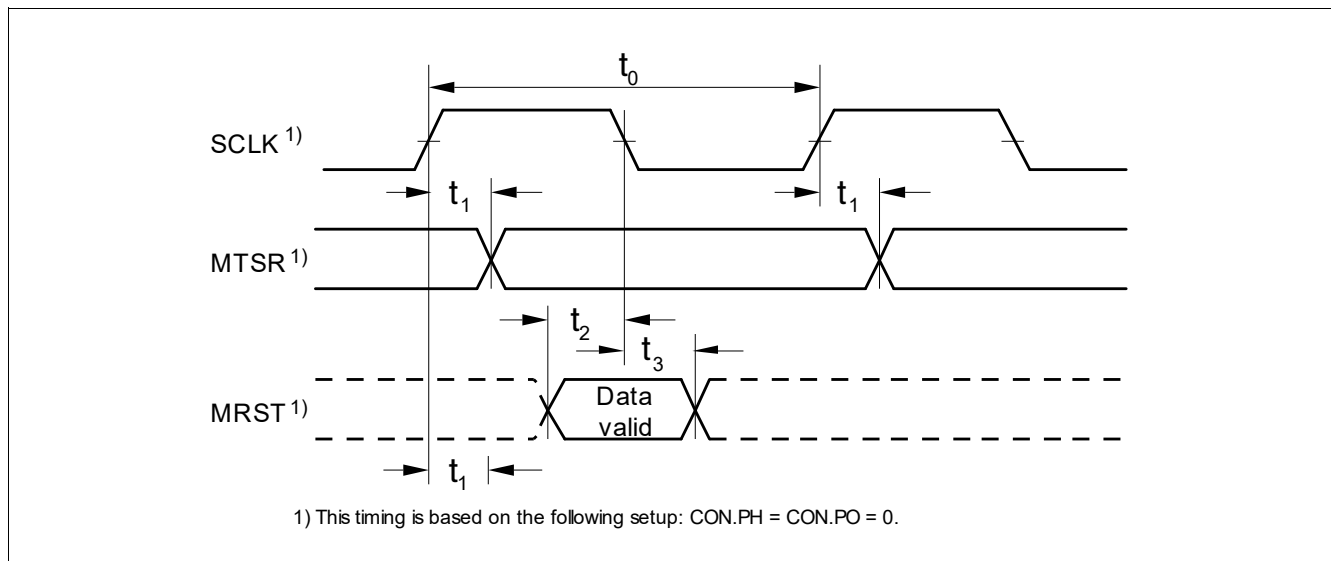 t₀
SCLK ¹⁾
t₁ t₁
MTSR ¹⁾
t₂
t₃
MRST ¹⁾ Data
valid
t₁
1) This timing is based on the following setup: CON.PH = CON.PO = 0.